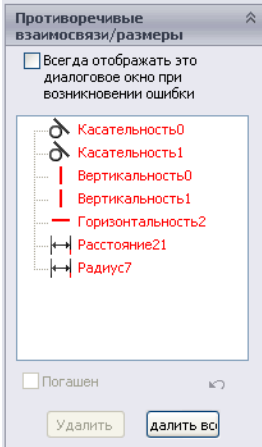 Противоречивые
взаимосвязи/размеры
Всегда отображать это
диалоговое окно при
возникновении ошибки
Касательность0
Касательность1
Вертикальность0
Вертикальность1
Горизонтальность2
Расстояние21
Радиус7
Погашен
Удалить
далить всі